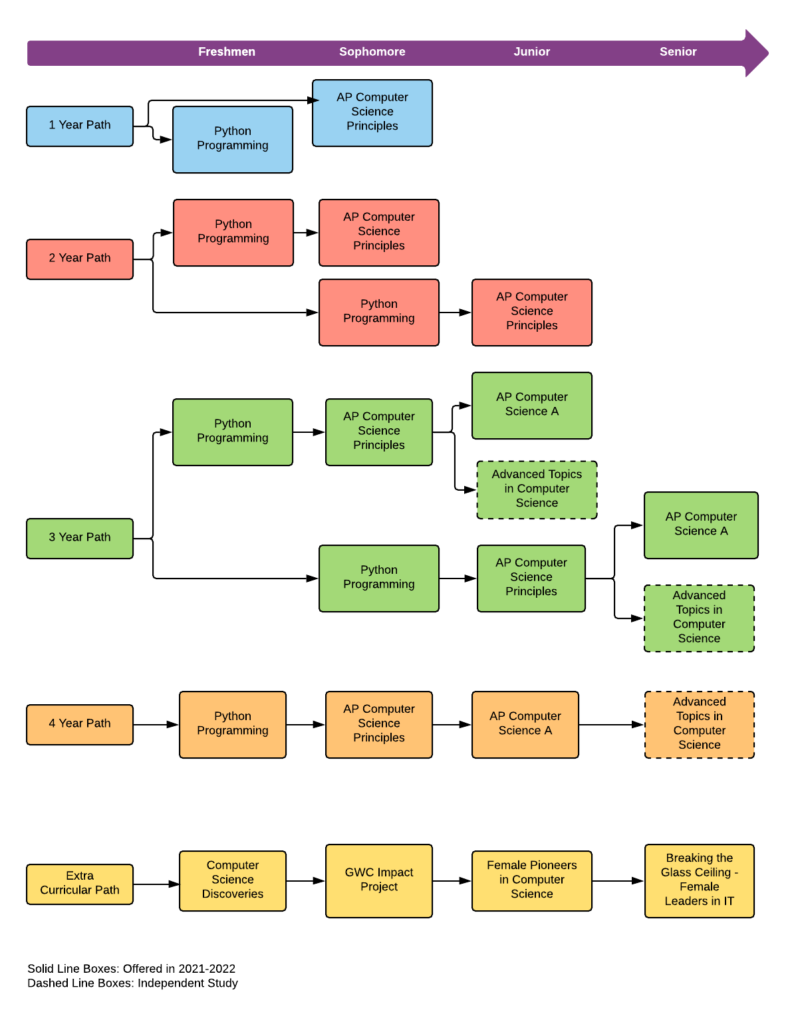 Freshmen Sophomore Junior Senior
1 Year Path
Python
Programming
AP Computer
Science
Principles
2 Year Path
Python
Programming
AP Computer
Science
Principles
Python
Programming
AP Computer
Science
Principles
3 Year Path
Python
Programming
AP Computer
Science
Principles
AP Computer
Science A
Advanced Topics
in Computer
Science
Python
Programming
AP Computer
Science
Principles
AP Computer
Science A
Advanced
Topics in
Computer
Science
4 Year Path
Python
Programming
AP Computer
Science
Principles
AP Computer
Science A
Advanced
Topics in
Computer
Science
Extra
Curricular Path
Computer
Science
Discoveries
GWC Impact
Project
Female Pioneers
in Computer
Science
Breaking the
Glass Ceiling -
Female
Leaders in IT
Solid Line Boxes: Offered in 2021-2022
Dashed Line Boxes: Independent Study